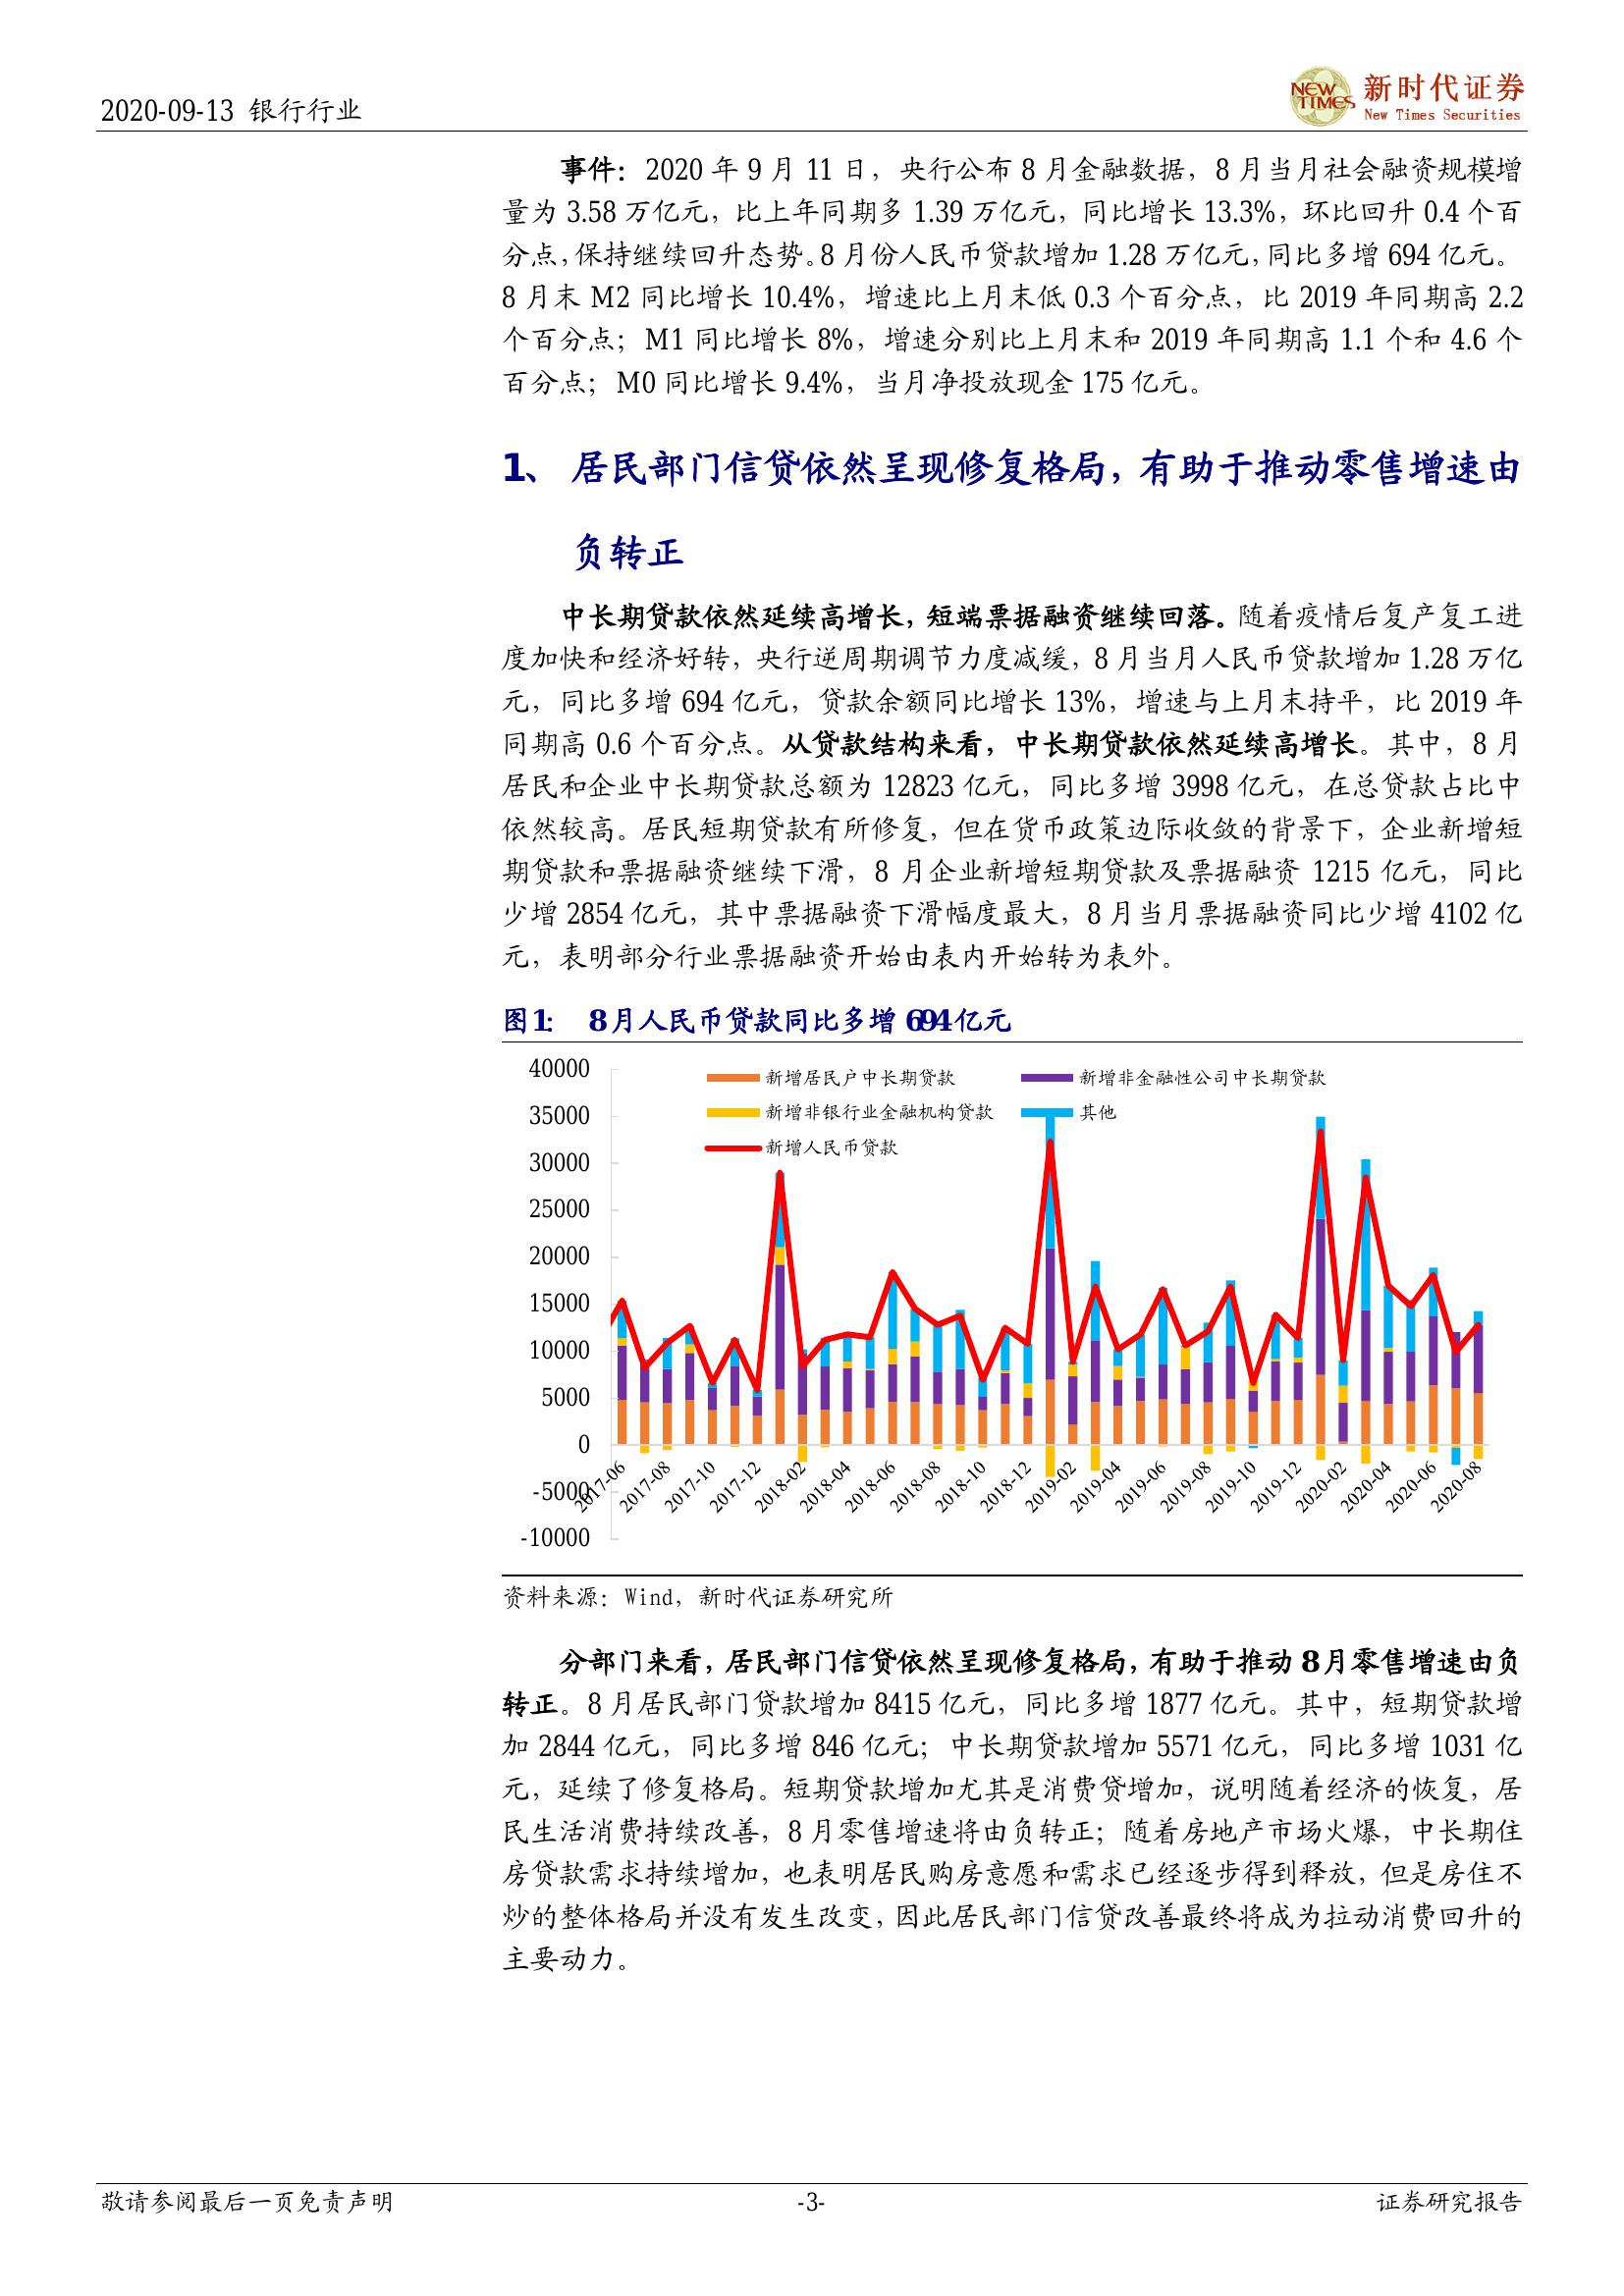 2020-09-13 银行行业
NEW TIMES
新时代证券
New Times Securities
事件：2020 年 9 月 11 日，央行公布 8 月金融数据，8 月当月社会融资规模增
量为 3.58 万亿元，比上年同期多 1.39 万亿元，同比增长 13.3%，环比回升 0.4 个百
分点，保持继续回升态势。8 月份人民币贷款增加 1.28 万亿元，同比多增 694 亿元。
8 月末 M2 同比增长 10.4%，增速比上月末低 0.3 个百分点，比 2019 年同期高 2.2
个百分点；M1 同比增长 8%，增速分别比上月末和 2019 年同期高 1.1 个和 4.6 个
百分点；M0 同比增长 9.4%，当月净投放现金 175 亿元。
1、 居民部门信贷依然呈现修复格局，有助于推动零售增速由
负转正
中长期贷款依然延续高增长，短端票据融资继续回落。随着疫情后复产复工进
度加快和经济好转，央行逆周期调节力度减缓，8 月当月人民币贷款增加 1.28 万亿
元，同比多增 694 亿元，贷款余额同比增长 13%，增速与上月末持平，比 2019 年
同期高 0.6 个百分点。从贷款结构来看，中长期贷款依然延续高增长。其中，8 月
居民和企业中长期贷款总额为 12823 亿元，同比多增 3998 亿元，在总贷款占比中
依然较高。居民短期贷款有所修复，但在货币政策边际收敛的背景下，企业新增短
期贷款和票据融资继续下滑，8 月企业新增短期贷款及票据融资 1215 亿元，同比
少增 2854 亿元，其中票据融资下滑幅度最大，8 月当月票据融资同比少增 4102 亿
元，表明部分行业票据融资开始由表内开始转为表外。
图1： 8月人民币贷款同比多增 694亿元
40000
35000
30000
25000
20000
15000
10000
5000
0
-5000
-10000
新增居民户中长期贷款
新增非金融性公司中长期贷款
新增非银行业金融机构贷款
其他
新增人民币贷款
2017-06
2017-08
2017-10
2017-12
2018-02
2018-04
2018-06
2018-08
2018-10
2018-12
2019-02
2019-04
2019-06
2019-08
2019-10
2019-12
2020-02
2020-04
2020-06
2020-08
资料来源：Wind，新时代证券研究所
分部门来看，居民部门信贷依然呈现修复格局，有助于推动 8月零售增速由负
转正。8 月居民部门贷款增加 8415 亿元，同比多增 1877 亿元。其中，短期贷款增
加 2844 亿元，同比多增 846 亿元；中长期贷款增加 5571 亿元，同比多增 1031 亿
元，延续了修复格局。短期贷款增加尤其是消费贷增加，说明随着经济的恢复，居
民生活消费持续改善，8 月零售增速将由负转正；随着房地产市场火爆，中长期住
房贷款需求持续增加，也表明居民购房意愿和需求已经逐步得到释放，但是房住不
炒的整体格局并没有发生改变，因此居民部门信贷改善最终将成为拉动消费回升的
主要动力。
敬请参阅最后一页免责声明
-3-
证券研究报告